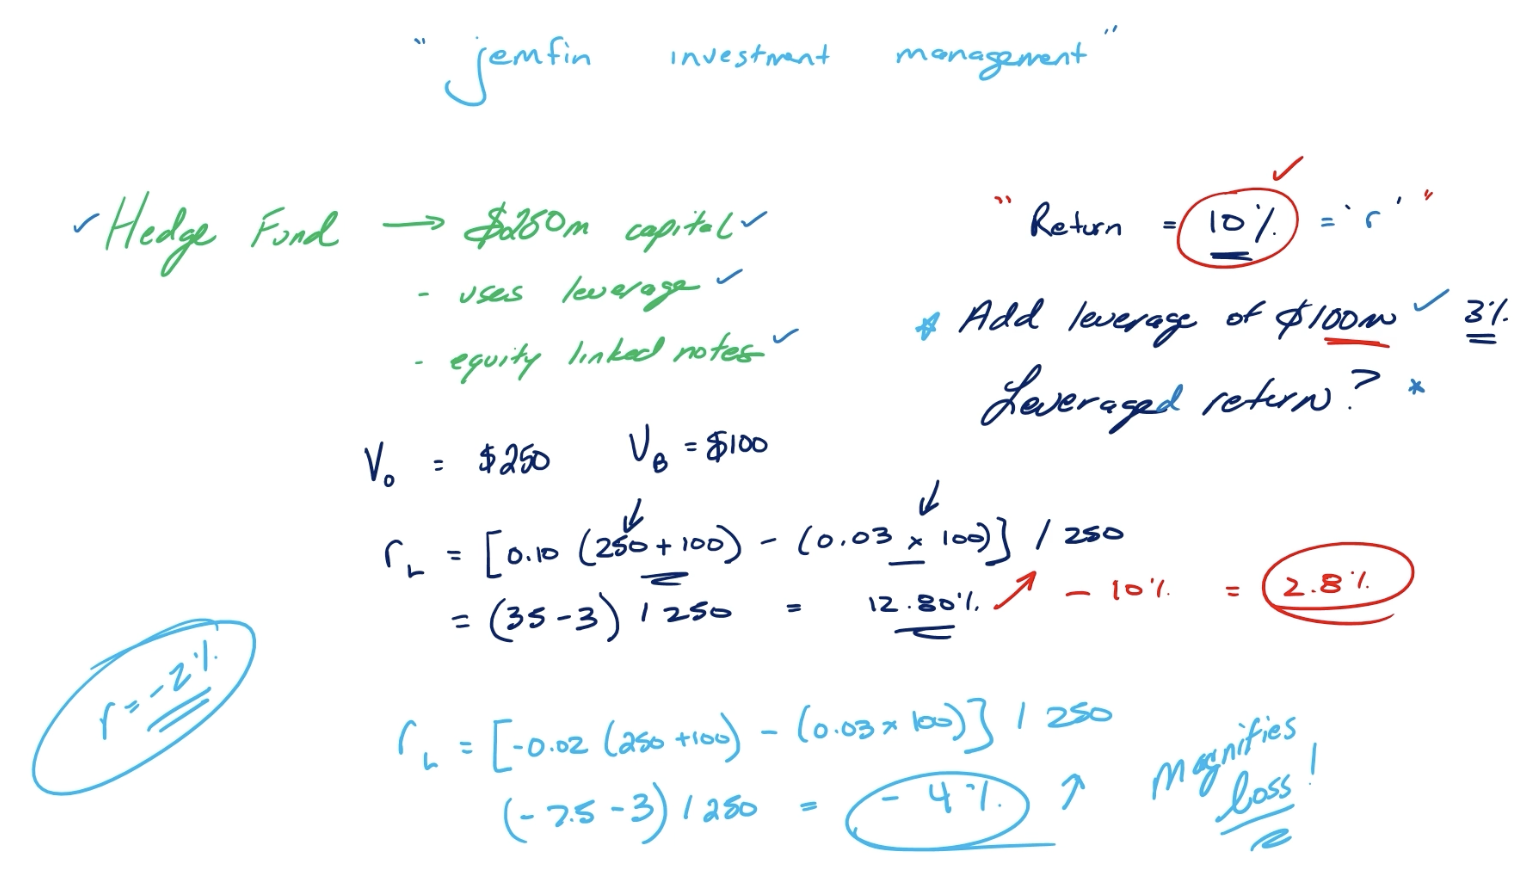 " jemfin investment management "
✓ Hedge Fund → $250m capital ✓
- uses leverage ✓
- equity linked notes ✓
" Return = 10% = 'r' "
* Add leverage of $100m ✓ 3%
Leveraged return? *
V₀ = $250 V_B = $100
r_L = [0.10 (250 + 100) - (0.03 × 100)] / 250
= (35 - 3) / 250 = 12.80% - 10% = 2.8%
r = -2%
r_L = [-0.02 (250 + 100) - (0.03 × 100)] / 250
(- 7.5 - 3) / 250 = - 4% ↑
magnifies
loss!